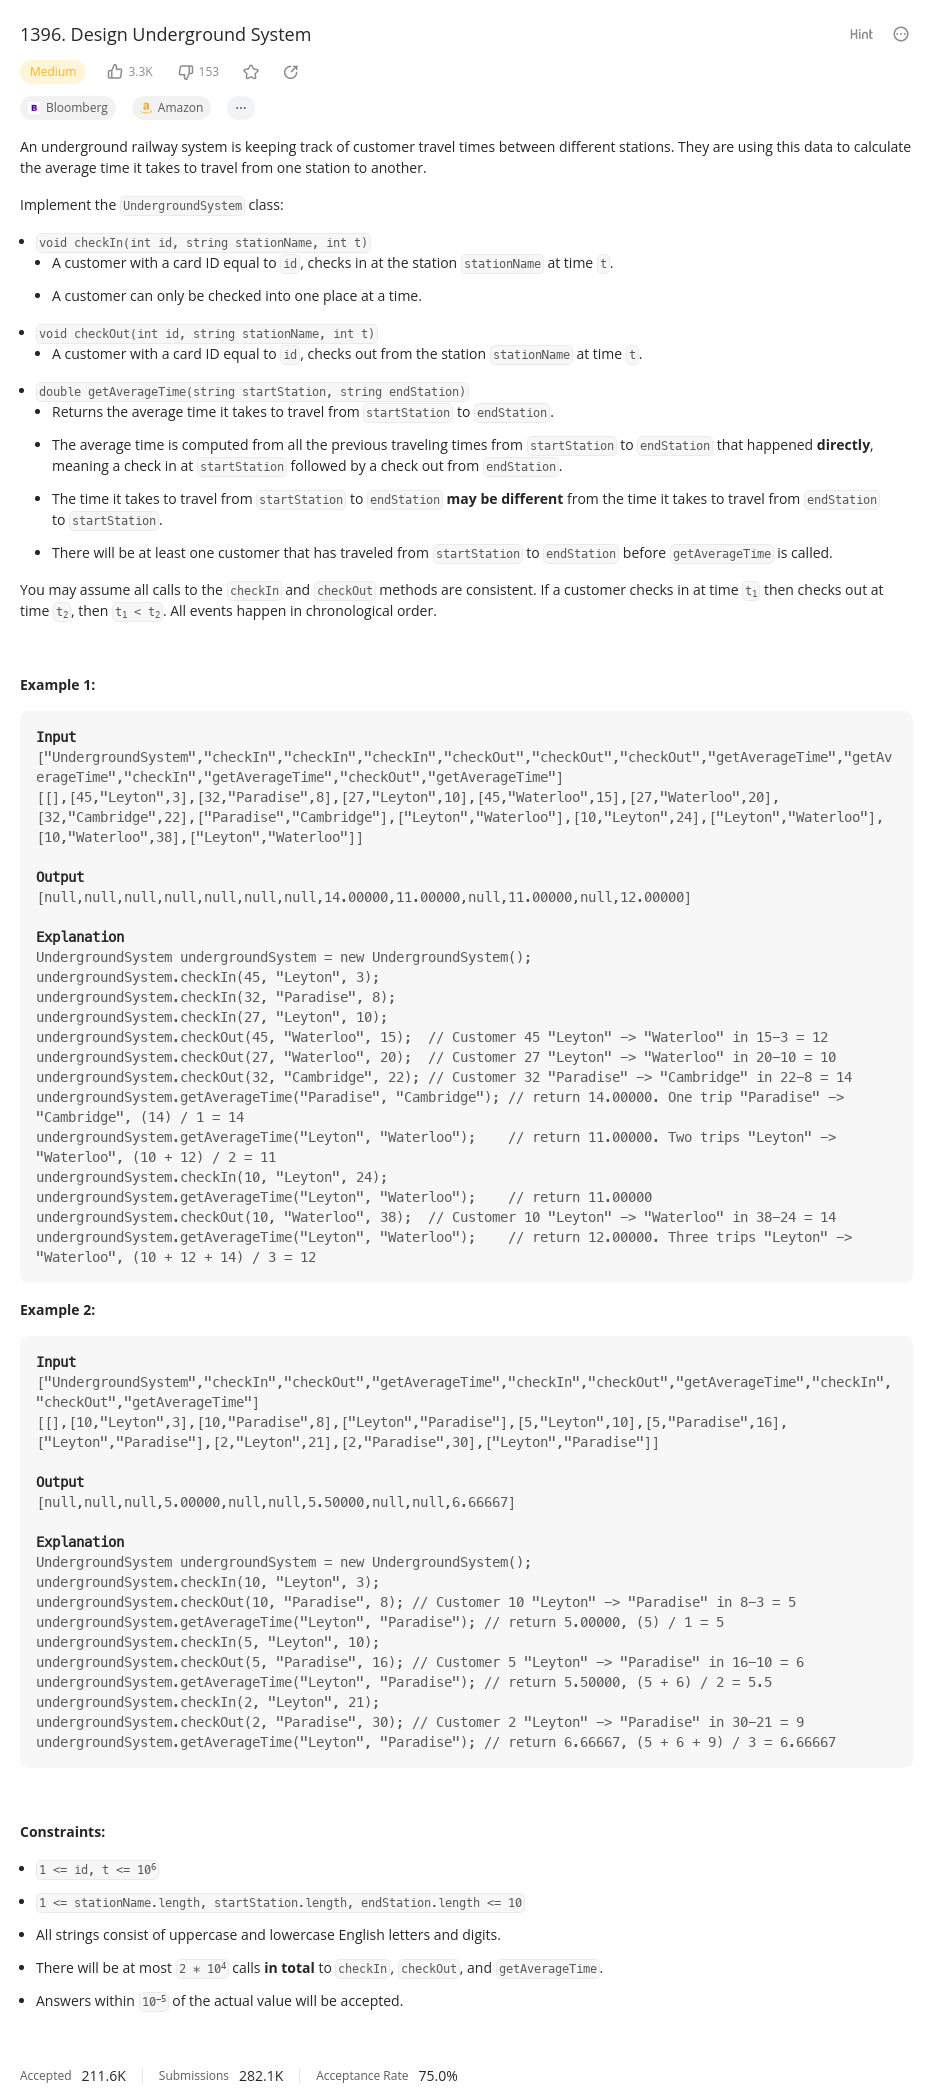 1396. Design Underground System
Hint
Medium
3.3K
153
Bloomberg
Amazon
An underground railway system is keeping track of customer travel times between different stations. They are using this data to calculate
the average time it takes to travel from one station to another.
Implement the UndergroundSystem class:
void checkIn(int id, string stationName, int t)
A customer with a card ID equal to id, checks in at the station stationName at time t.
A customer can only be checked into one place at a time.
void checkOut(int id, string stationName, int t)
A customer with a card ID equal to id, checks out from the station stationName at time t.
double getAverageTime(string startStation, string endStation)
Returns the average time it takes to travel from startStation to endStation.
The average time is computed from all the previous traveling times from startStation to endStation that happened directly,
meaning a check in at startStation followed by a check out from endStation.
The time it takes to travel from startStation to endStation may be different from the time it takes to travel from endStation
to startStation.
There will be at least one customer that has traveled from startStation to endStation before getAverageTime is called.
You may assume all calls to the checkIn and checkOut methods are consistent. If a customer checks in at time t1 then checks out at
time t2, then t1 < t2. All events happen in chronological order.
Example 1:
Input
["UndergroundSystem","checkIn","checkIn","checkIn","checkOut","checkOut","checkOut","getAverageTime","getAv
erageTime","checkIn","getAverageTime","checkOut","getAverageTime"]
[[],[45,"Leyton",3],[32,"Paradise",8],[27,"Leyton",10],[45,"Waterloo",15],[27,"Waterloo",20],
[32,"Cambridge",22],["Paradise","Cambridge"],["Leyton","Waterloo"],[10,"Leyton",24],["Leyton","Waterloo"],
[10,"Waterloo",38],["Leyton","Waterloo"]]
Output
[null,null,null,null,null,null,null,14.00000,11.00000,null,11.00000,null,12.00000]
Explanation
UndergroundSystem undergroundSystem = new UndergroundSystem();
undergroundSystem.checkIn(45, "Leyton", 3);
undergroundSystem.checkIn(32, "Paradise", 8);
undergroundSystem.checkIn(27, "Leyton", 10);
undergroundSystem.checkOut(45, "Waterloo", 15);  // Customer 45 "Leyton" -> "Waterloo" in 15-3 = 12
undergroundSystem.checkOut(27, "Waterloo", 20);  // Customer 27 "Leyton" -> "Waterloo" in 20-10 = 10
undergroundSystem.checkOut(32, "Cambridge", 22); // Customer 32 "Paradise" -> "Cambridge" in 22-8 = 14
undergroundSystem.getAverageTime("Paradise", "Cambridge"); // return 14.00000. One trip "Paradise" ->
"Cambridge", (14) / 1 = 14
undergroundSystem.getAverageTime("Leyton", "Waterloo");    // return 11.00000. Two trips "Leyton" ->
"Waterloo", (10 + 12) / 2 = 11
undergroundSystem.checkIn(10, "Leyton", 24);
undergroundSystem.getAverageTime("Leyton", "Waterloo");    // return 11.00000
undergroundSystem.checkOut(10, "Waterloo", 38);  // Customer 10 "Leyton" -> "Waterloo" in 38-24 = 14
undergroundSystem.getAverageTime("Leyton", "Waterloo");    // return 12.00000. Three trips "Leyton" ->
"Waterloo", (10 + 12 + 14) / 3 = 12
Example 2:
Input
["UndergroundSystem","checkIn","checkOut","getAverageTime","checkIn","checkOut","getAverageTime","checkIn",
"checkOut","getAverageTime"]
[[],[10,"Leyton",3],[10,"Paradise",8],["Leyton","Paradise"],[5,"Leyton",10],[5,"Paradise",16],
["Leyton","Paradise"],[2,"Leyton",21],[2,"Paradise",30],["Leyton","Paradise"]]
Output
[null,null,null,5.00000,null,null,5.50000,null,null,6.66667]
Explanation
UndergroundSystem undergroundSystem = new UndergroundSystem();
undergroundSystem.checkIn(10, "Leyton", 3);
undergroundSystem.checkOut(10, "Paradise", 8); // Customer 10 "Leyton" -> "Paradise" in 8-3 = 5
undergroundSystem.getAverageTime("Leyton", "Paradise"); // return 5.00000, (5) / 1 = 5
undergroundSystem.checkIn(5, "Leyton", 10);
undergroundSystem.checkOut(5, "Paradise", 16); // Customer 5 "Leyton" -> "Paradise" in 16-10 = 6
undergroundSystem.getAverageTime("Leyton", "Paradise"); // return 5.50000, (5 + 6) / 2 = 5.5
undergroundSystem.checkIn(2, "Leyton", 21);
undergroundSystem.checkOut(2, "Paradise", 30); // Customer 2 "Leyton" -> "Paradise" in 30-21 = 9
undergroundSystem.getAverageTime("Leyton", "Paradise"); // return 6.66667, (5 + 6 + 9) / 3 = 6.66667
Constraints:
1 <= id, t <= 10^6
1 <= stationName.length, startStation.length, endStation.length <= 10
All strings consist of uppercase and lowercase English letters and digits.
There will be at most 2 * 10^4 calls in total to checkIn, checkOut, and getAverageTime.
Answers within 10^-5 of the actual value will be accepted.
Accepted 211.6K
Submissions 282.1K
Acceptance Rate 75.0%